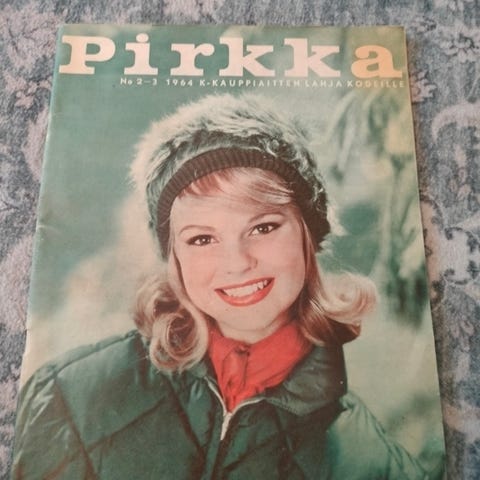 Pirkka
No 2–3 1964 K-KAUPPIAITTEN LAHJA KODEILLE